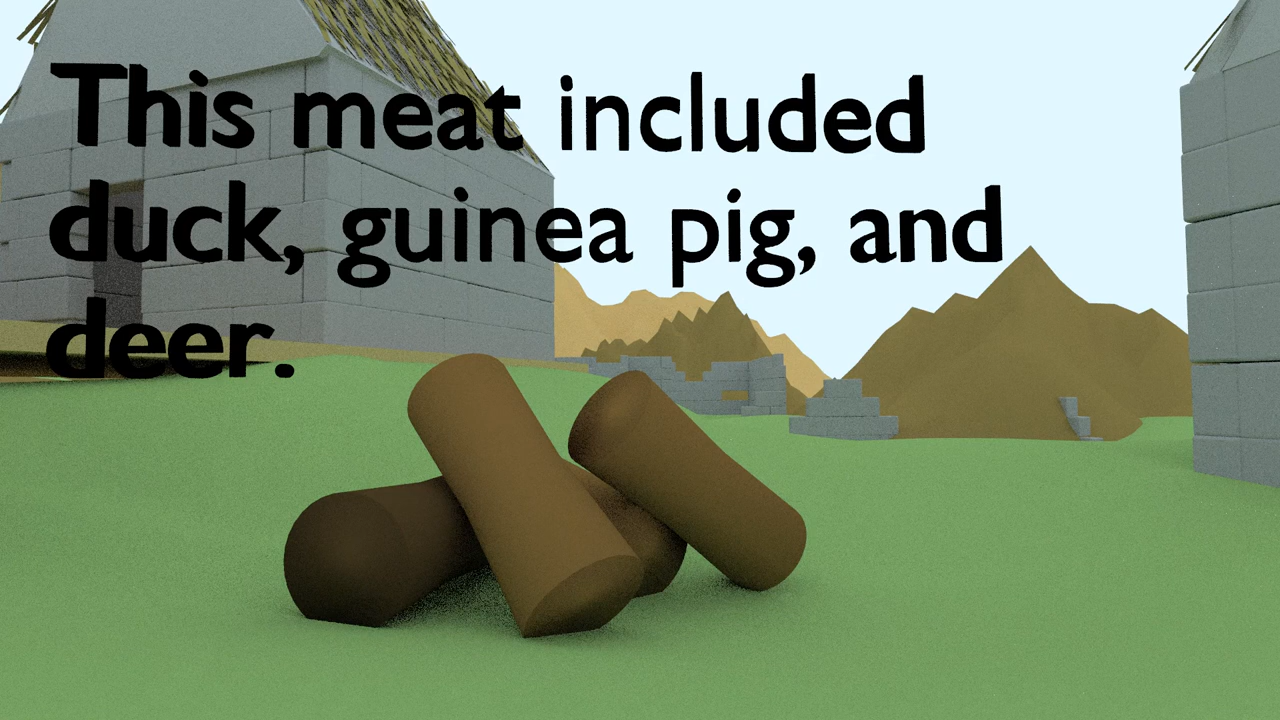 This meat included
duck, guinea pig, and
deer.